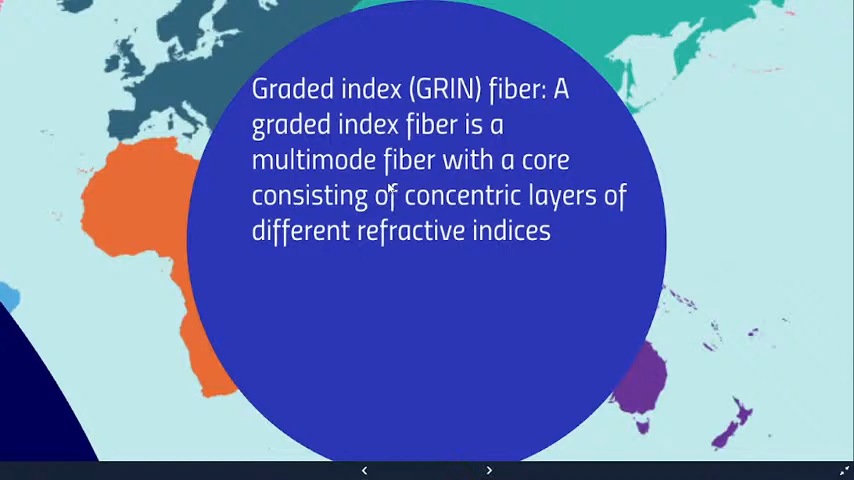 Graded index (GRIN) fiber: A
graded index fiber is a
multimode fiber with a core
consisting of concentric layers of
different refractive indices